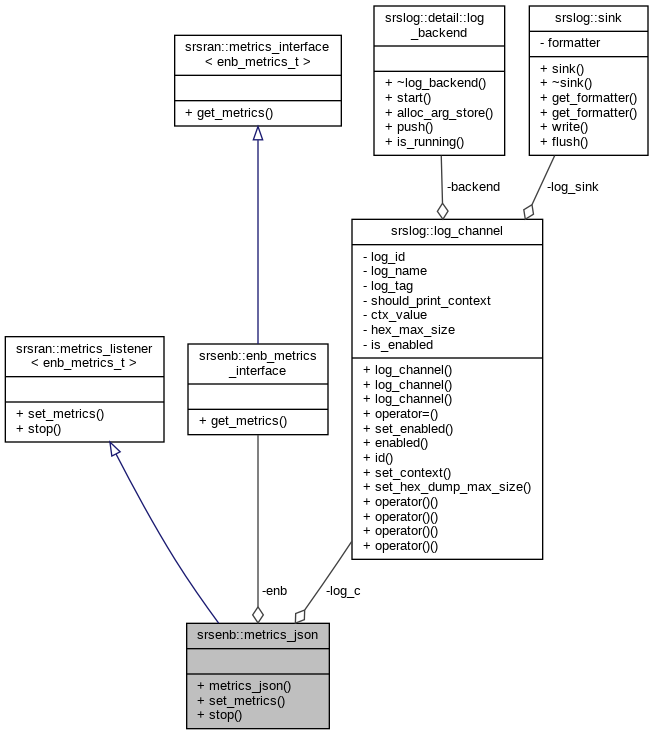 srslog::detail::log
_backend
+ ~log_backend()
+ start()
+ alloc_arg_store()
+ push()
+ is_running()
srslog::sink
- formatter
+ sink()
+ ~sink()
+ get_formatter()
+ get_formatter()
+ write()
+ flush()
srsran::metrics_interface
< enb_metrics_t >
+ get_metrics()
-backend
-log_sink
srslog::log_channel
- log_id
- log_name
- log_tag
- should_print_context
- ctx_value
- hex_max_size
- is_enabled
+ log_channel()
+ log_channel()
+ log_channel()
+ operator=()
+ set_enabled()
+ enabled()
+ id()
+ set_context()
+ set_hex_dump_max_size()
+ operator()()
+ operator()()
+ operator()()
+ operator()()
srsran::metrics_listener
< enb_metrics_t >
+ set_metrics()
+ stop()
srsenb::enb_metrics
_interface
+ get_metrics()
-enb
-log_c
srsenb::metrics_json
+ metrics_json()
+ set_metrics()
+ stop()